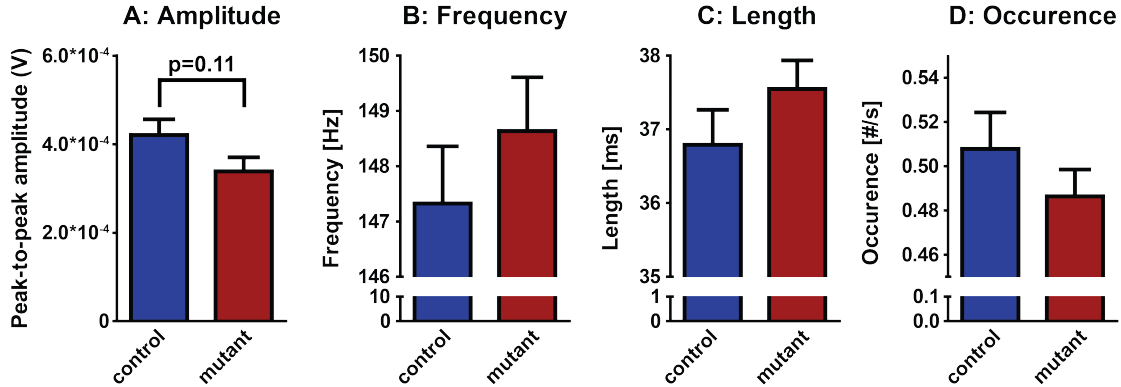 A: Amplitude
Peak-to-peak amplitude (V)
6.0*10-4
4.0*10-4
2.0*10-4
0
p=0.11
control
mutant
B: Frequency
Frequency [Hz]
150
149
148
147
146
10
0
control
mutant
C: Length
Length [ms]
38
37
36
35
1
0
control
mutant
D: Occurence
Occurence [#/s]
0.54
0.52
0.50
0.48
0.46
0.1
0.0
control
mutant